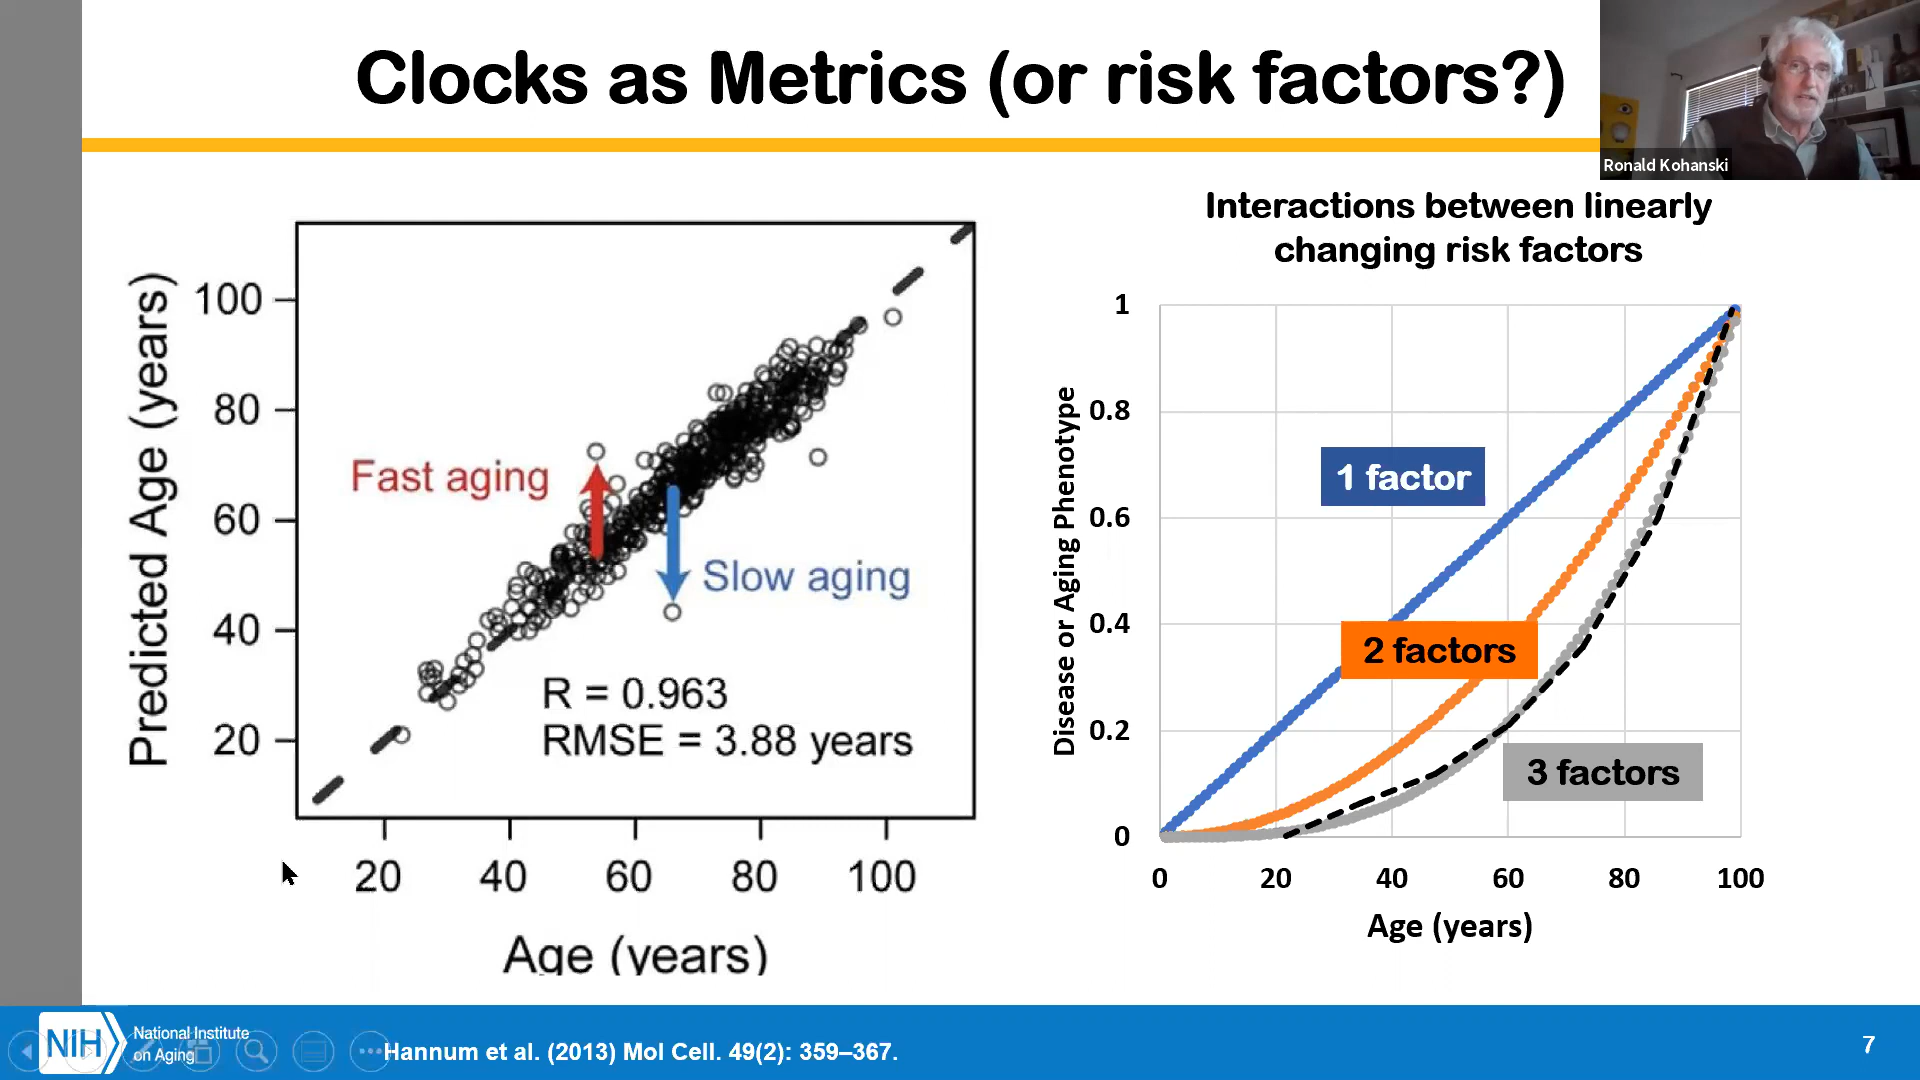 Clocks as Metrics (or risk factors?)
Ronald Kohanski
Predicted Age (years)
100
80
60
40
20
Fast aging
Slow aging
R = 0.963
RMSE = 3.88 years
20 40 60 80 100
Age (years)
Interactions between linearly
changing risk factors
Disease or Aging Phenotype
1
0.8
0.6
0.4
0.2
0
1 factor
2 factors
3 factors
0 20 40 60 80 100
Age (years)
NIH
National Institute
on Aging
Hannum et al. (2013) Mol Cell. 49(2): 359–367.
7